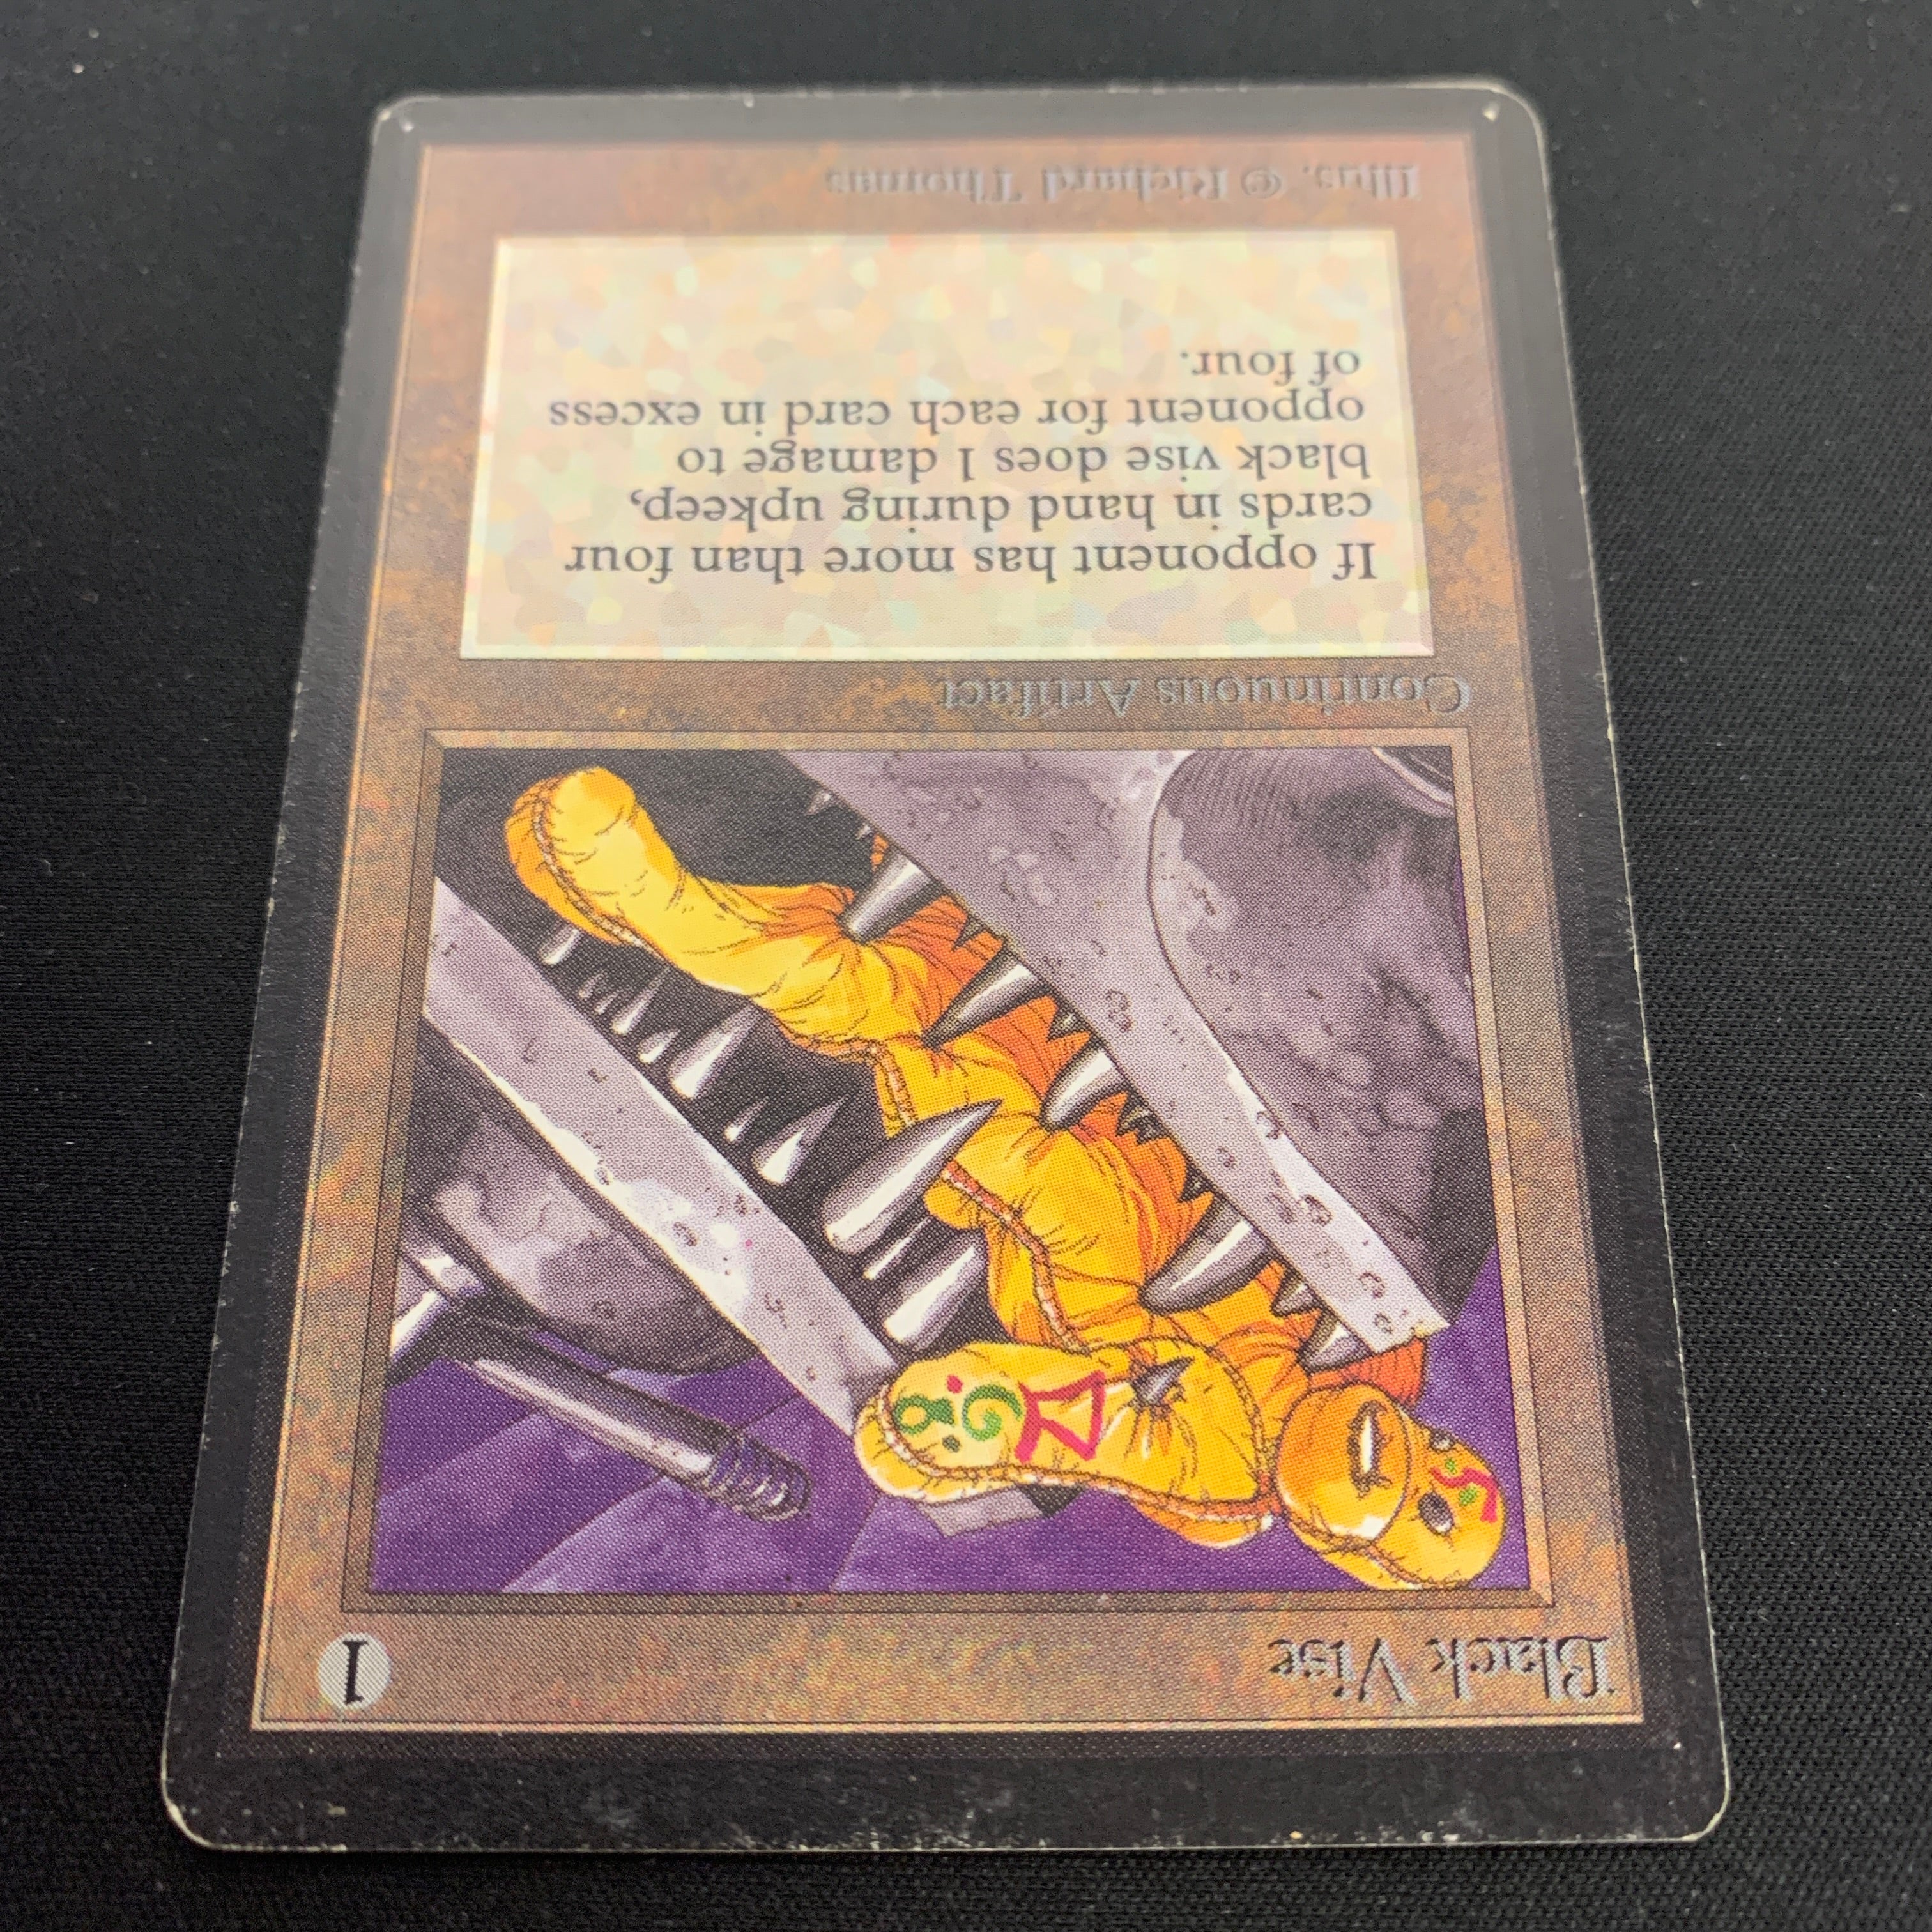 Black Vise
1
Continuous Artifact
If opponent has more than four
cards in hand during upkeep,
black vise does 1 damage to
opponent for each card in excess
of four.
Illus. © Richard Thomas